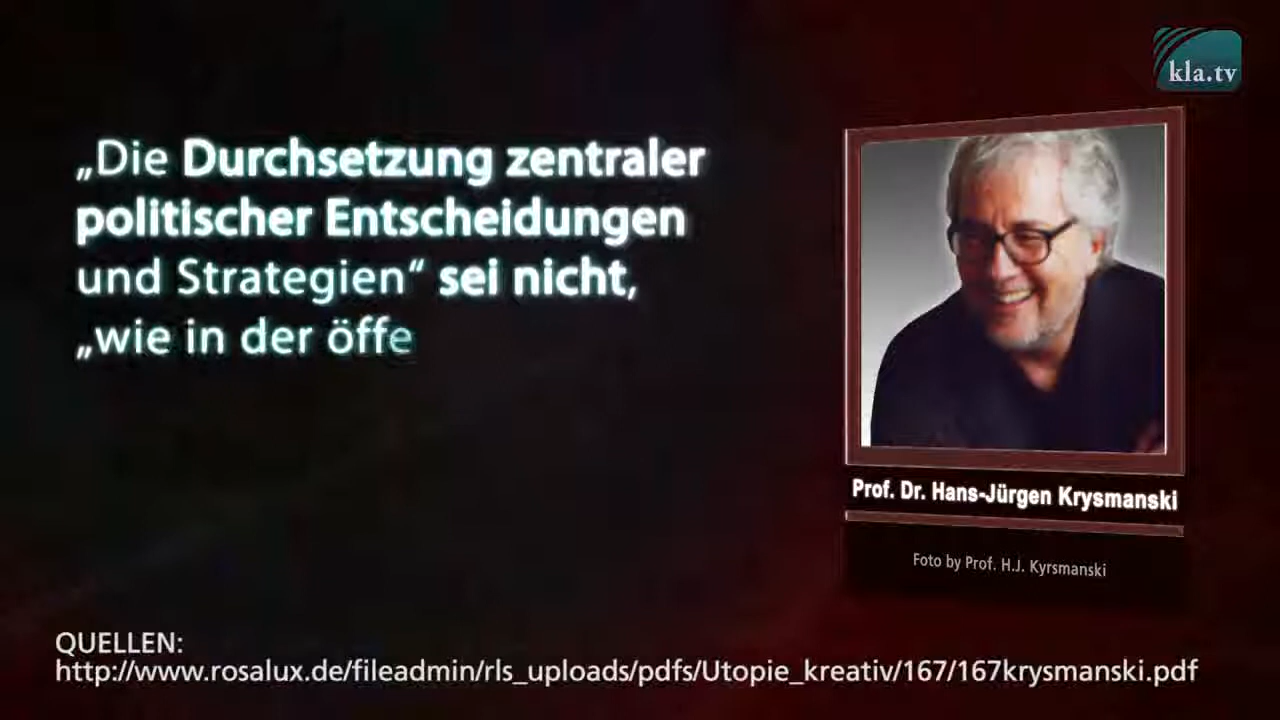 kla.tv
„Die Durchsetzung zentraler
politischer Entscheidungen
und Strategien“ sei nicht,
„wie in der öffe
Prof. Dr. Hans-Jürgen Krysmanski
Foto by Prof. H.J. Kyrsmanski
QUELLEN:
http://www.rosalux.de/fileadmin/rls_uploads/pdfs/Utopie_kreativ/167/167krysmanski.pdf